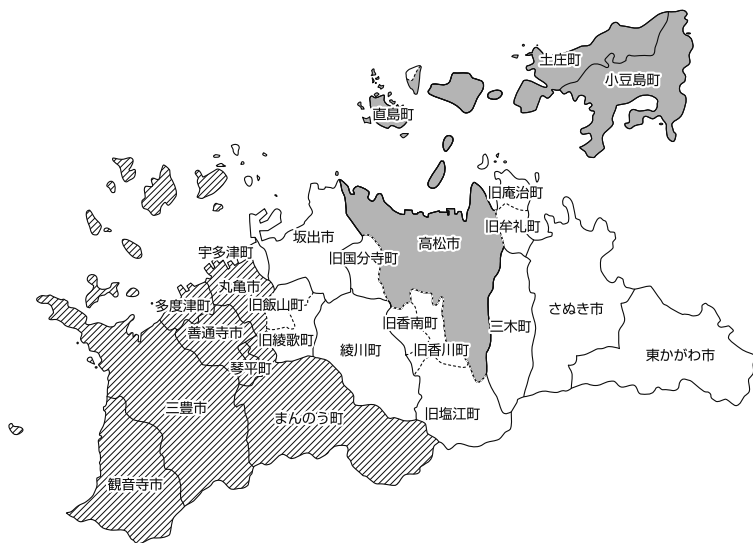 土庄町
小豆島町
直島町
旧庵治町
旧牟礼町
高松市
坂出市
旧国分寺町
宇多津町
丸亀市
多度津町
旧飯山町
善通寺市
旧綾歌町
琴平町
綾川町
旧香南町
旧香川町
三木町
さぬき市
東かがわ市
三豊市
まんのう町
旧塩江町
観音寺市